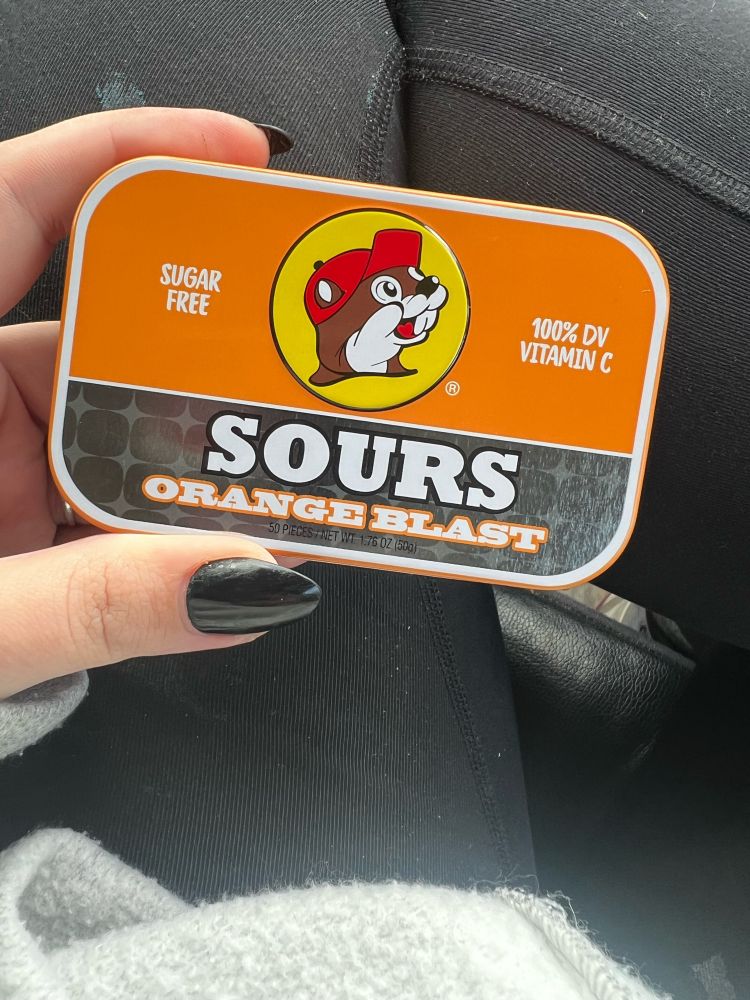 SUGAR
FREE
100% DV
VITAMIN C
®
SOURS
ORANGE BLAST
50 PIECES / NET WT. 1.76 OZ (50g)